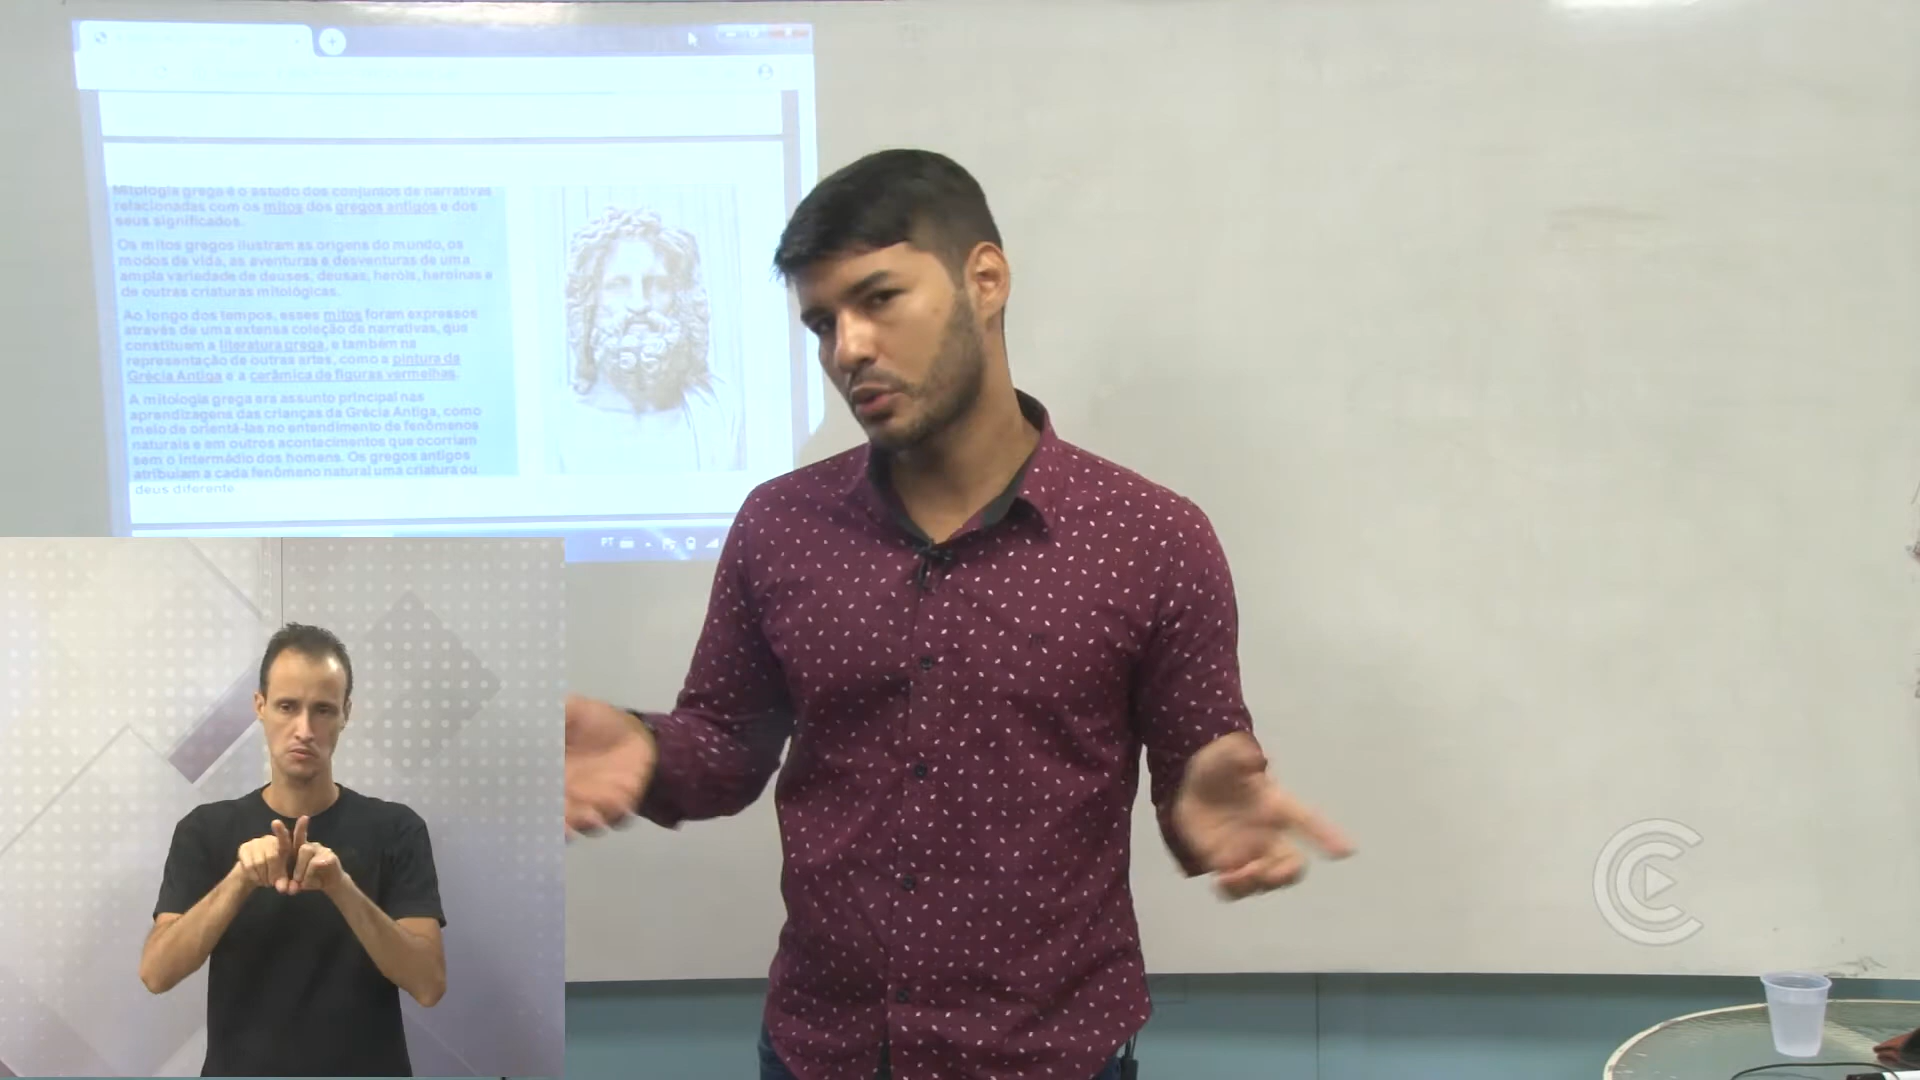 Mitologia grega é o estudo dos conjuntos de narrativas
relacionadas com os mitos dos gregos antigos e dos
seus significados.
Os mitos gregos ilustram as origens do mundo, os
modos de vida, as aventuras e desventuras de uma
ampla variedade de deuses, deusas, heróis, heroínas e
de outras criaturas mitológicas.
Ao longo dos tempos, esses mitos foram expressos
através de uma extensa coleção de narrativas, que
constituem a literatura grega, e também na
representação de outras artes, como a pintura da
Grécia Antiga e a cerâmica de figuras vermelhas.
A mitologia grega era assunto principal nas
aprendizagens das crianças da Grécia Antiga, como
meio de orientá-las no entendimento de fenômenos
naturais e em outros acontecimentos que ocorriam
sem o intermédio dos homens. Os gregos antigos
atribuíam a cada fenômeno natural uma criatura ou
deus diferente.
PT